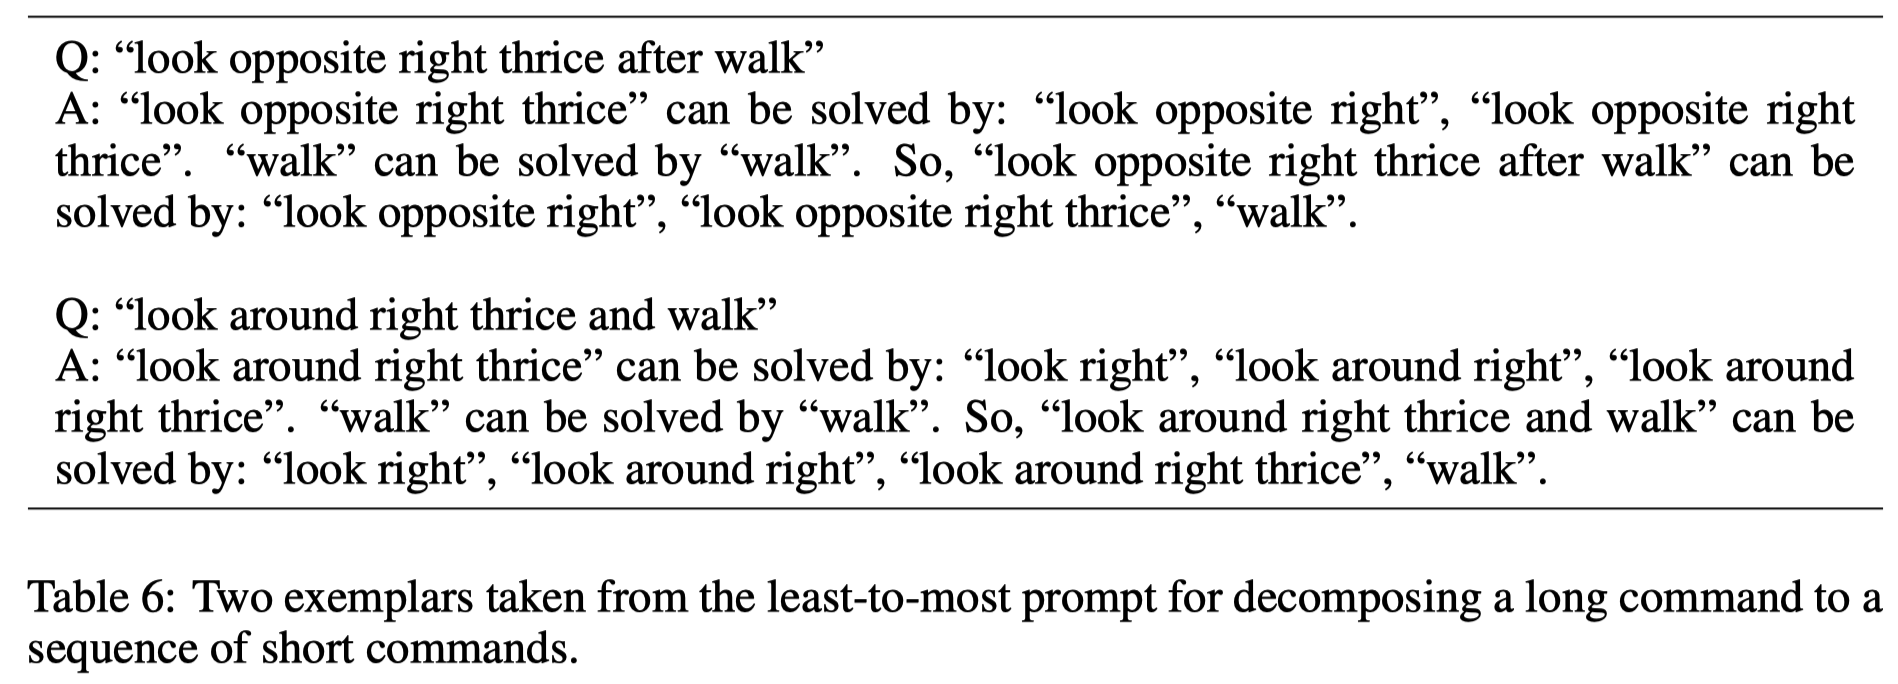 Q: “look opposite right thrice after walk”
A: “look opposite right thrice” can be solved by: “look opposite right”, “look opposite right
thrice”. “walk” can be solved by “walk”. So, “look opposite right thrice after walk” can be
solved by: “look opposite right”, “look opposite right thrice”, “walk”.
Q: “look around right thrice and walk”
A: “look around right thrice” can be solved by: “look right”, “look around right”, “look around
right thrice”. “walk” can be solved by “walk”. So, “look around right thrice and walk” can be
solved by: “look right”, “look around right”, “look around right thrice”, “walk”.
Table 6: Two exemplars taken from the least-to-most prompt for decomposing a long command to a
sequence of short commands.